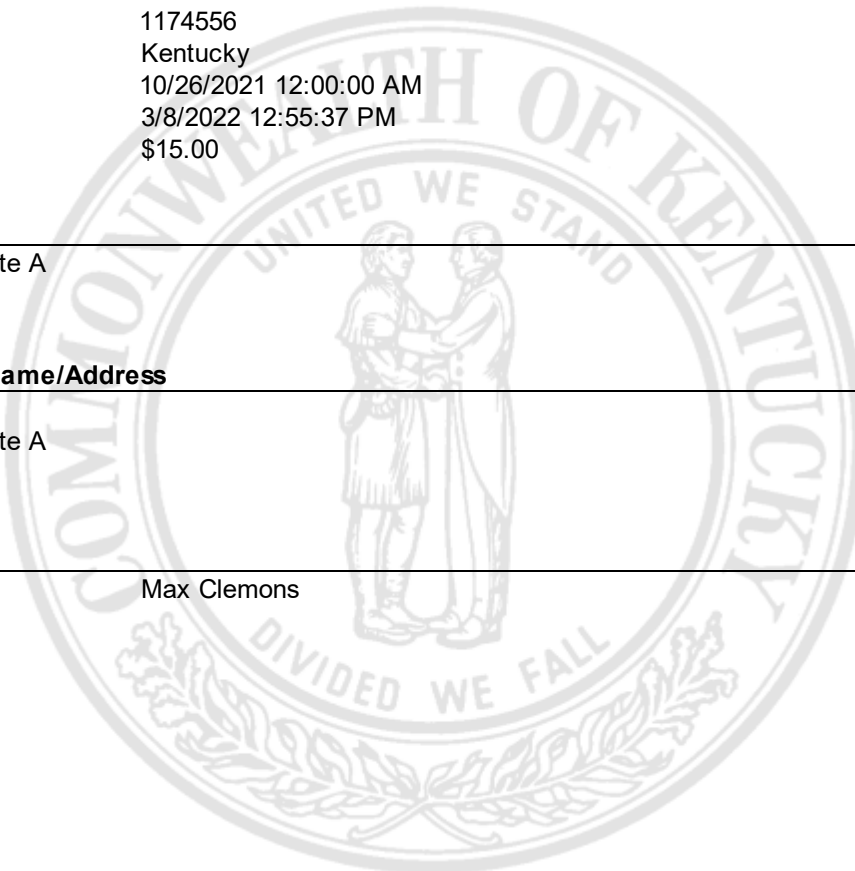 1174556
Kentucky
10/26/2021 12:00:00 AM
3/8/2022 12:55:37 PM
$15.00
te A
ame/Address
te A
Max Clemons
COMMONWEALTH OF KENTUCKY
UNITED WE STAND
DIVIDED WE FALL